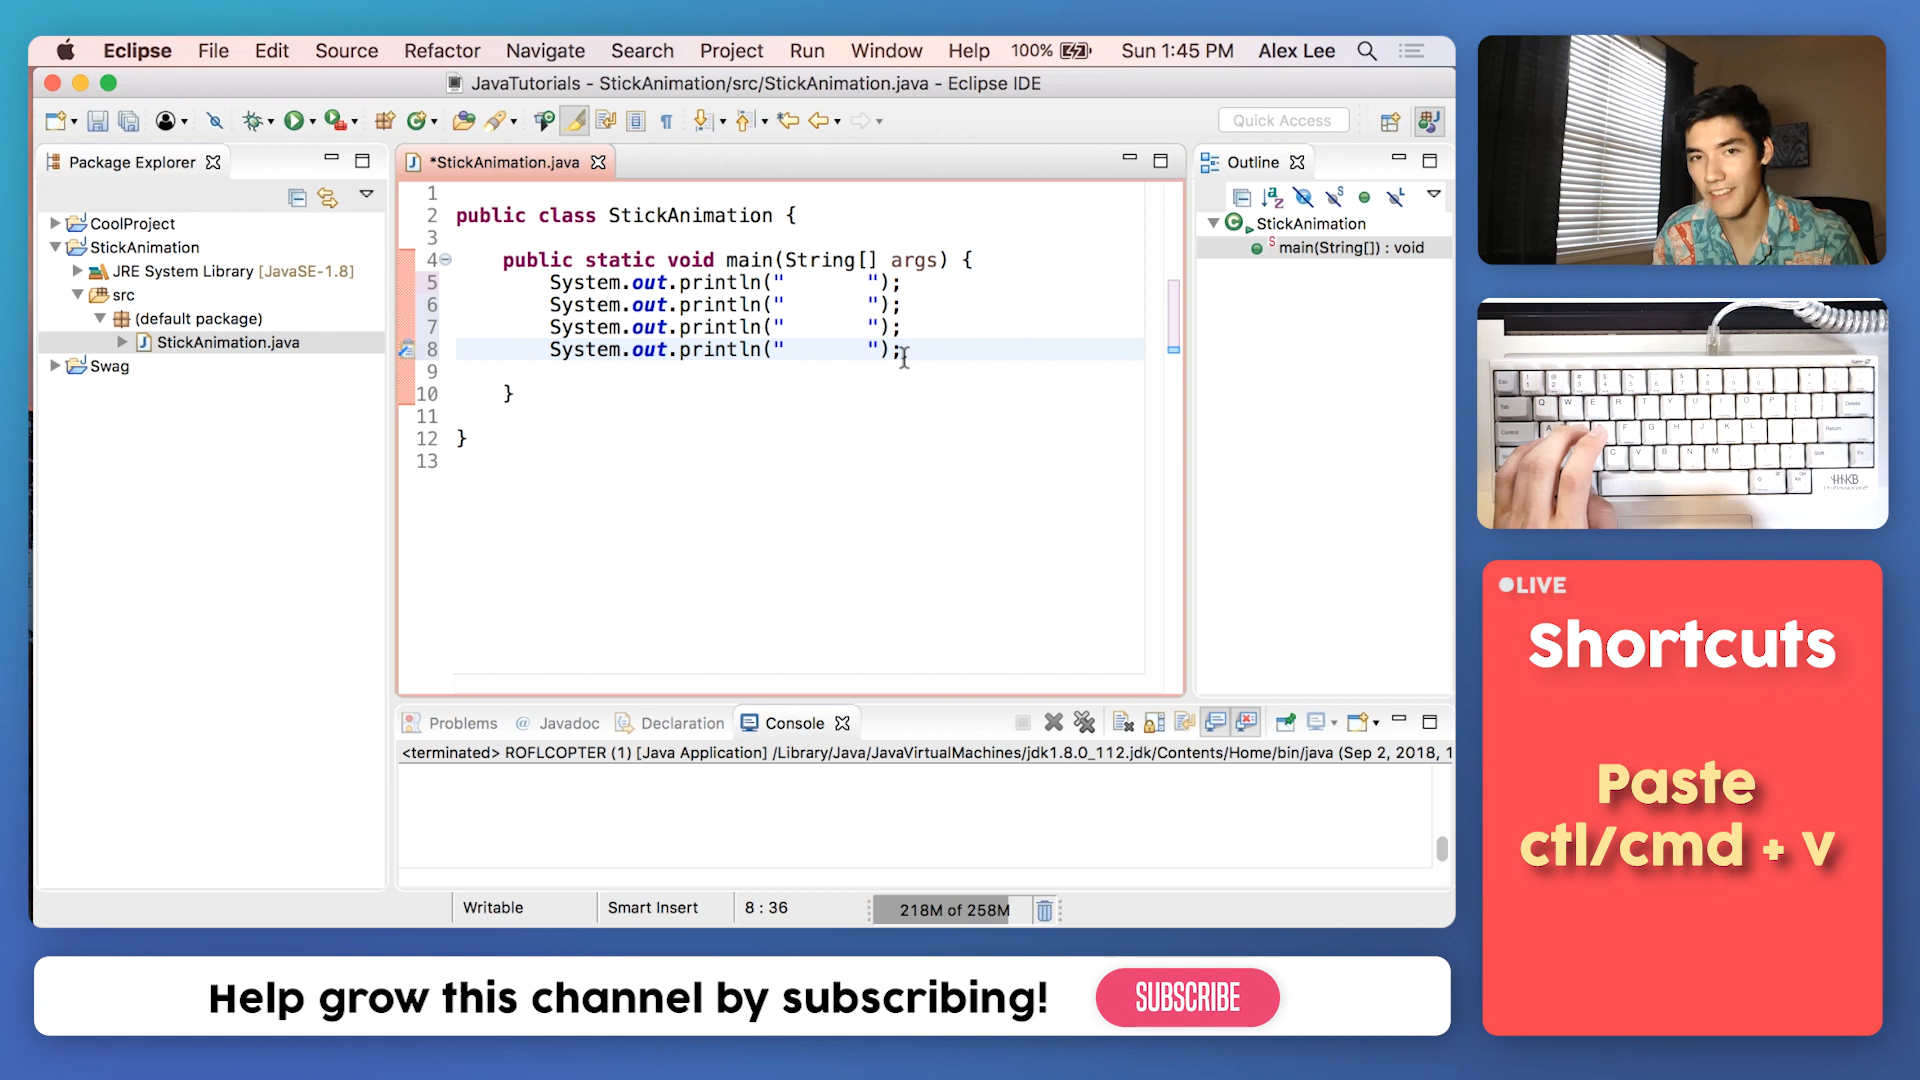 Eclipse File Edit Source Refactor Navigate Search Project Run Window Help 100% Sun 1:45 PM Alex Lee
JavaTutorials - StickAnimation/src/StickAnimation.java - Eclipse IDE
Quick Access
Package Explorer
CoolProject
StickAnimation
JRE System Library [JavaSE-1.8]
src
(default package)
StickAnimation.java
Swag
*StickAnimation.java
1
2 public class StickAnimation {
3
4 public static void main(String[] args) {
5 System.out.println("       ");
6 System.out.println("       ");
7 System.out.println("       ");
8 System.out.println("       ");
9
10 }
11
12 }
13
Outline
StickAnimation
main(String[]) : void
Problems @ Javadoc Declaration Console
<terminated> ROFLCOPTER (1) [Java Application] /Library/Java/JavaVirtualMachines/jdk1.8.0_112.jdk/Contents/Home/bin/java (Sep 2, 2018, 1
Writable Smart Insert 8 : 36 218M of 258M
Help grow this channel by subscribing!
SUBSCRIBE
HHKB
LIVE
Shortcuts
Paste
ctl/cmd + v